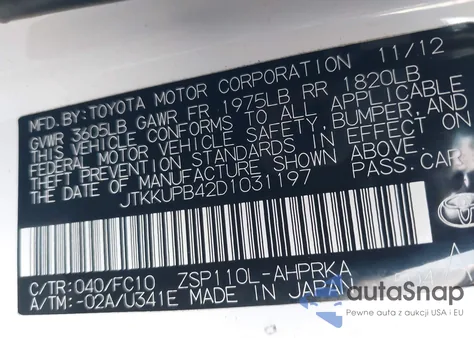 MFD.BY:TOYOTA MOTOR CORPORATION 11/12
GVWR 3605LB GAWR FR 1975LB RR 1820LB
THIS VEHICLE CONFORMS TO ALL APPLICABLE
FEDERAL MOTOR VEHICLE SAFETY,BUMPER,AND
THEFT PREVENTION STANDARDS IN EFFECT ON
THE DATE OF MANUFACTURE SHOWN ABOVE.
JTKKUPB42D1031197 PASS.CAR
C/TR:040/FC10 ZSP110L-AHPRKA
A/TM:-02A/U341E MADE IN JAPAN
autoSnap
Pewne auto z aukcji USA i EU